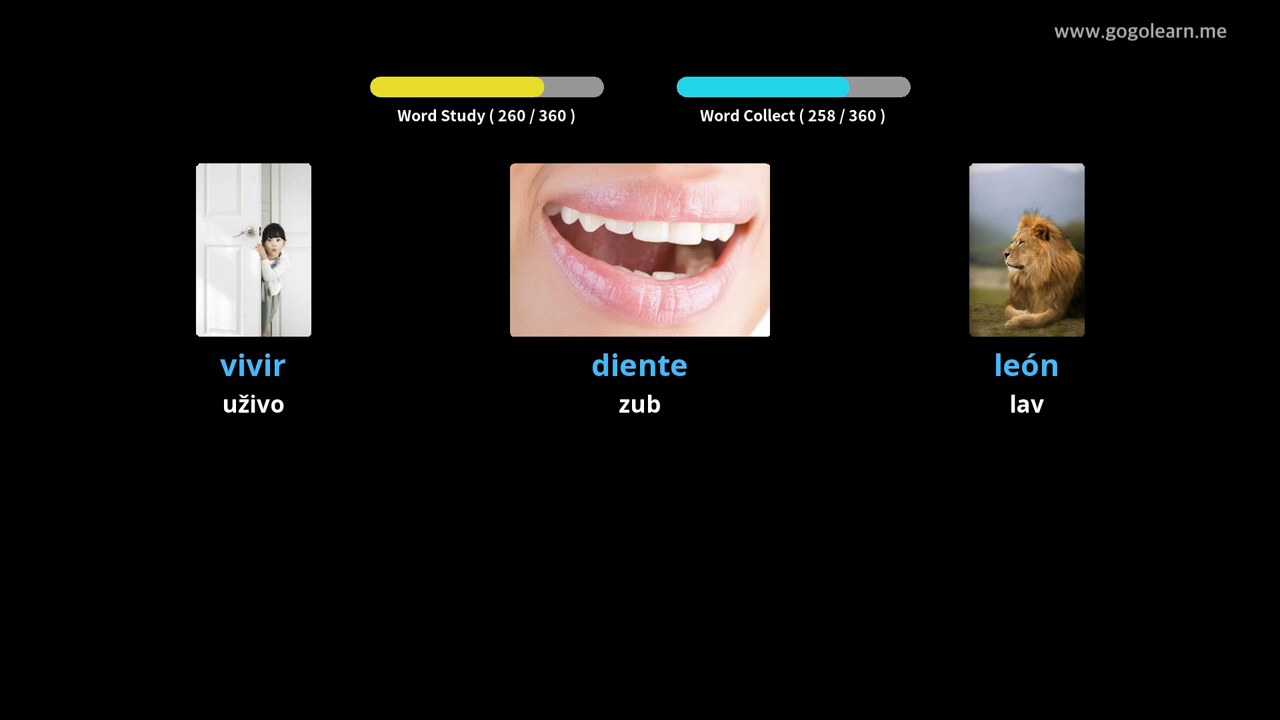 www.gogolearn.me
Word Study ( 260 / 360 )
Word Collect ( 258 / 360 )
vivir
diente
león
uživo
zub
lav